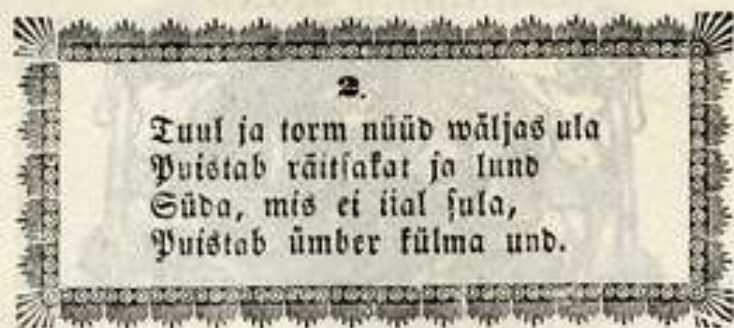 2.
Tuul ja torm nüüd wäljas ula
Puistab räitsakat ja lund
Süda, mis ei iial sula,
Puistab ümber külma und.